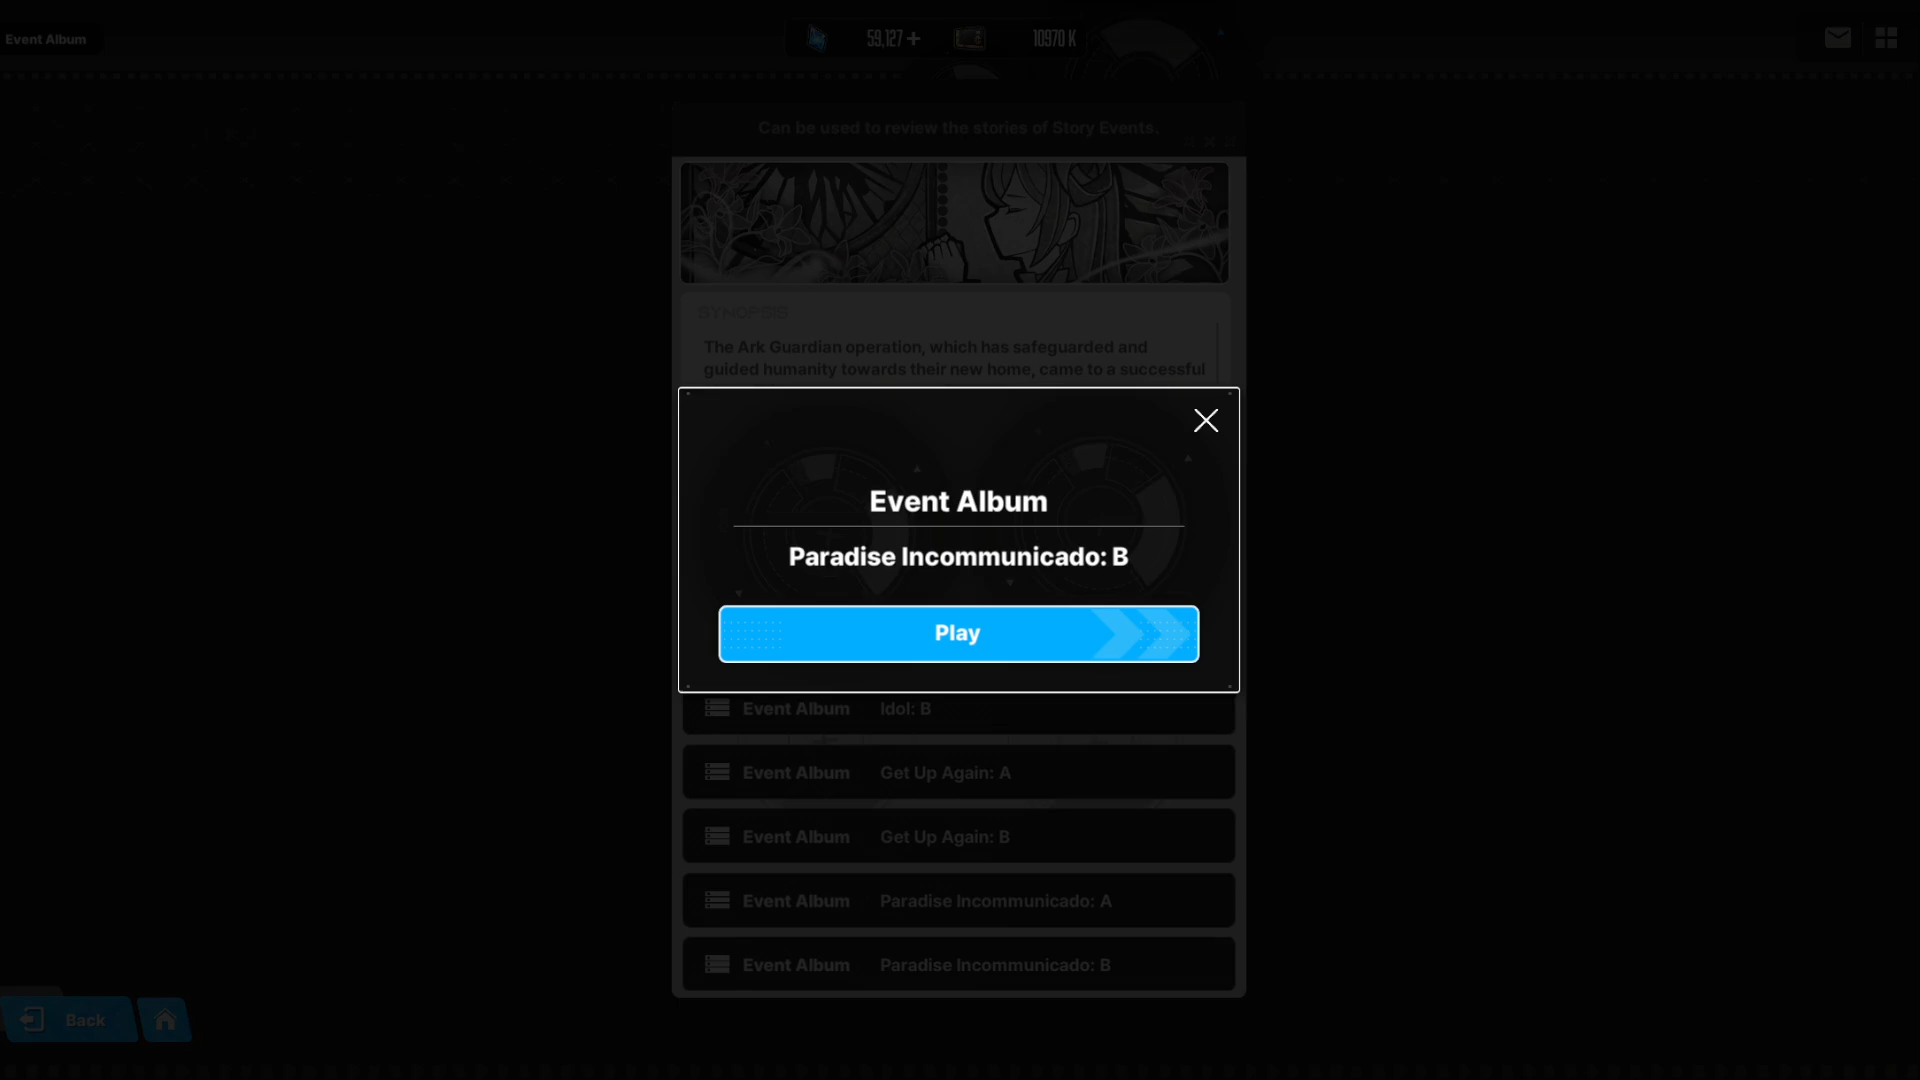 Event Album
59,127 +
10970 K
Can be used to review the stories of Story Events.
SYNOPSIS
The Ark Guardian operation, which has safeguarded and
guided humanity towards their new home, came to a successful
Event Album
Paradise Incommunicado: B
Play
Event Album Idol: B
Event Album Get Up Again: A
Event Album Get Up Again: B
Event Album Paradise Incommunicado: A
Event Album Paradise Incommunicado: B
Back